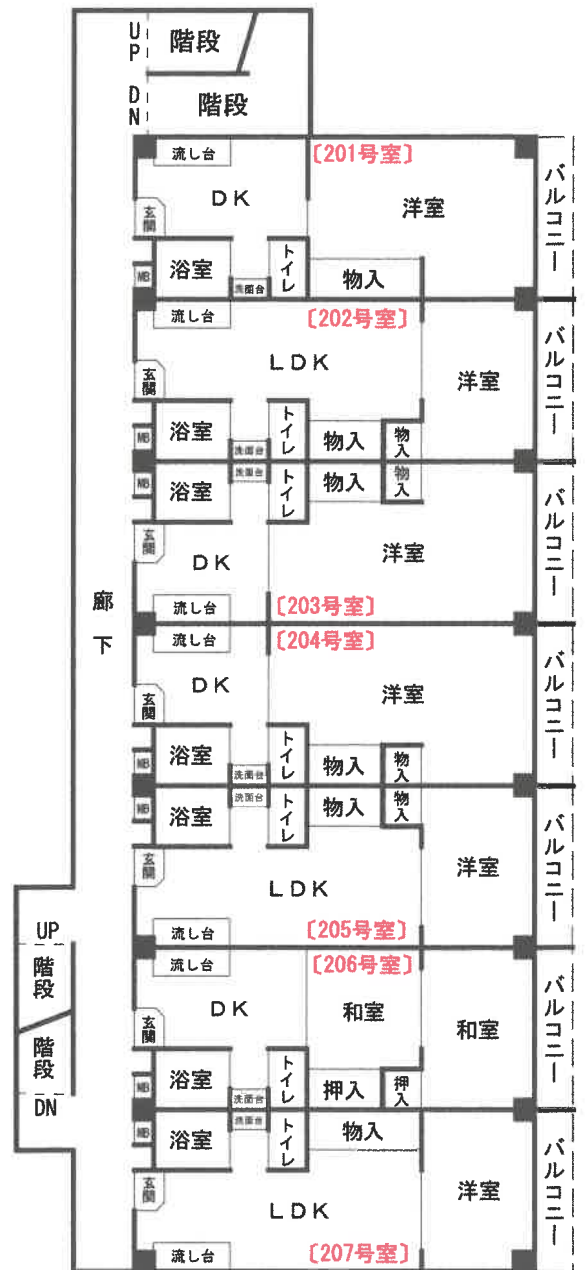 UP
階段
DN
階段
流し台
〔201号室〕
DK
洋室
バルコニー
玄関
浴室
洗面台
トイレ
物入
MB
流し台
〔202号室〕
LDK
洋室
バルコニー
玄関
MB
浴室
洗面台
トイレ
物入
物入
MB
浴室
洗面台
トイレ
物入
物入
バルコニー
玄関
DK
洋室
流し台
〔203号室〕
廊下
流し台
〔204号室〕
DK
洋室
バルコニー
玄関
MB
浴室
洗面台
トイレ
物入
物入
MB
浴室
洗面台
トイレ
物入
物入
洋室
バルコニー
玄関
LDK
流し台
〔205号室〕
UP
階段
階段
DN
流し台
〔206号室〕
DK
和室
和室
バルコニー
玄関
MB
浴室
洗面台
トイレ
押入
押入
MB
浴室
洗面台
トイレ
物入
洋室
バルコニー
玄関
LDK
流し台
〔207号室〕